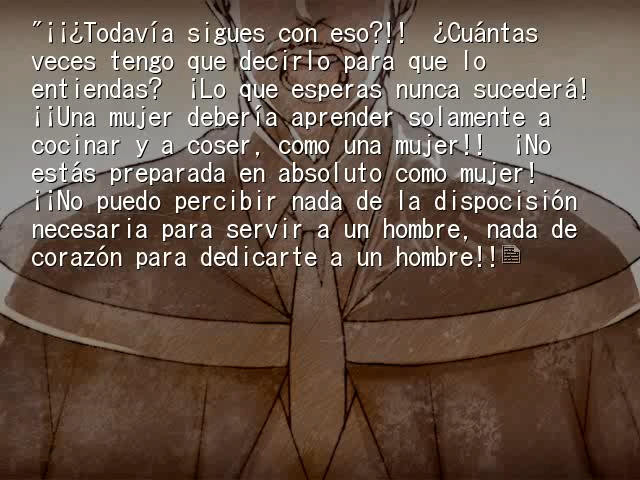 "¡¡¿Todavía sigues con eso?!!  ¿Cuántas
veces tengo que decirlo para que lo
entiendas?  ¡Lo que esperas nunca sucederá!
¡¡Una mujer debería aprender solamente a
cocinar y a coser, como una mujer!!  ¡No
estás preparada en absoluto como mujer!
¡¡No puedo percibir nada de la dispocisión
necesaria para servir a un hombre, nada de
corazón para dedicarte a un hombre!!